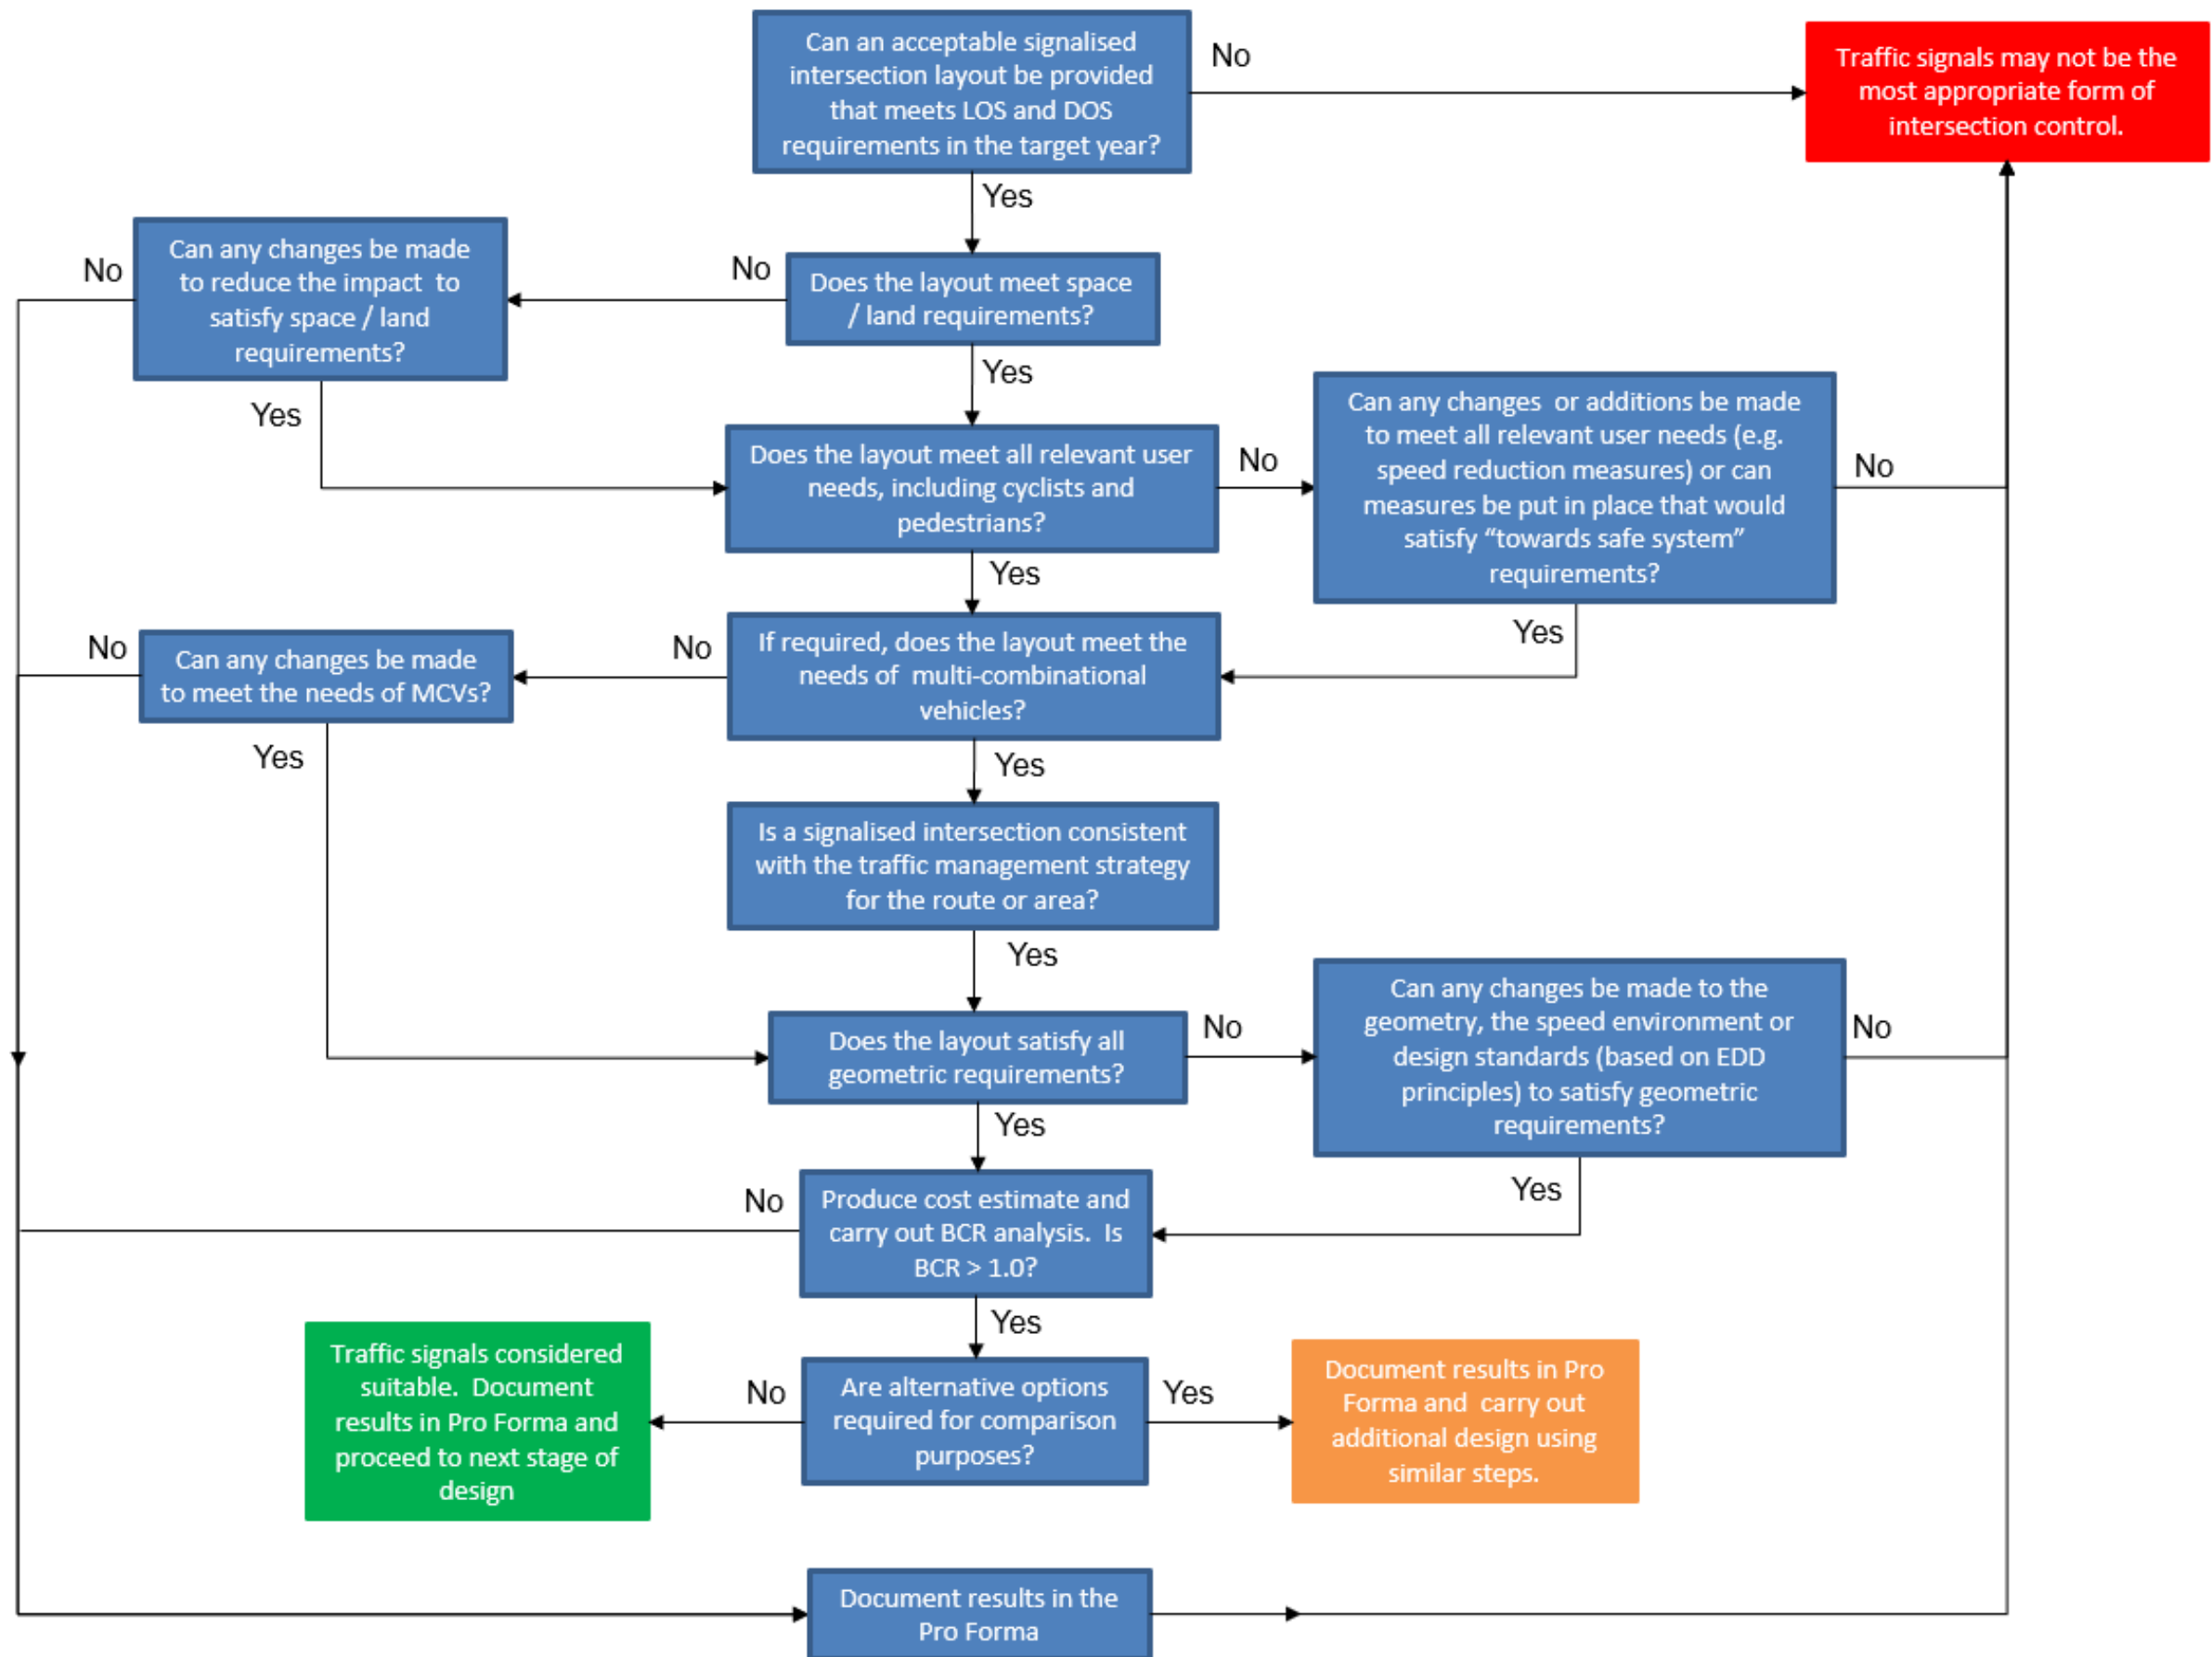 Can an acceptable signalised
intersection layout be provided
that meets LOS and DOS
requirements in the target year?
No
Traffic signals may not be the
most appropriate form of
intersection control.
Yes
Can any changes be made
to reduce the impact to
satisfy space / land
requirements?
No
No
Does the layout meet space
/ land requirements?
Yes
Yes
Does the layout meet all relevant user
needs, including cyclists and
pedestrians?
No
Can any changes or additions be made
to meet all relevant user needs (e.g.
speed reduction measures) or can
measures be put in place that would
satisfy “towards safe system”
requirements?
No
Yes
Yes
No
Can any changes be made
to meet the needs of MCVs?
No
If required, does the layout meet the
needs of multi-combinational
vehicles?
Yes
Yes
Is a signalised intersection consistent
with the traffic management strategy
for the route or area?
Yes
Does the layout satisfy all
geometric requirements?
No
Can any changes be made to the
geometry, the speed environment or
design standards (based on EDD
principles) to satisfy geometric
requirements?
No
Yes
Yes
No
Produce cost estimate and
carry out BCR analysis. Is
BCR > 1.0?
Yes
Traffic signals considered
suitable. Document
results in Pro Forma and
proceed to next stage of
design
No
Are alternative options
required for comparison
purposes?
Yes
Document results in Pro
Forma and carry out
additional design using
similar steps.
Document results in the
Pro Forma